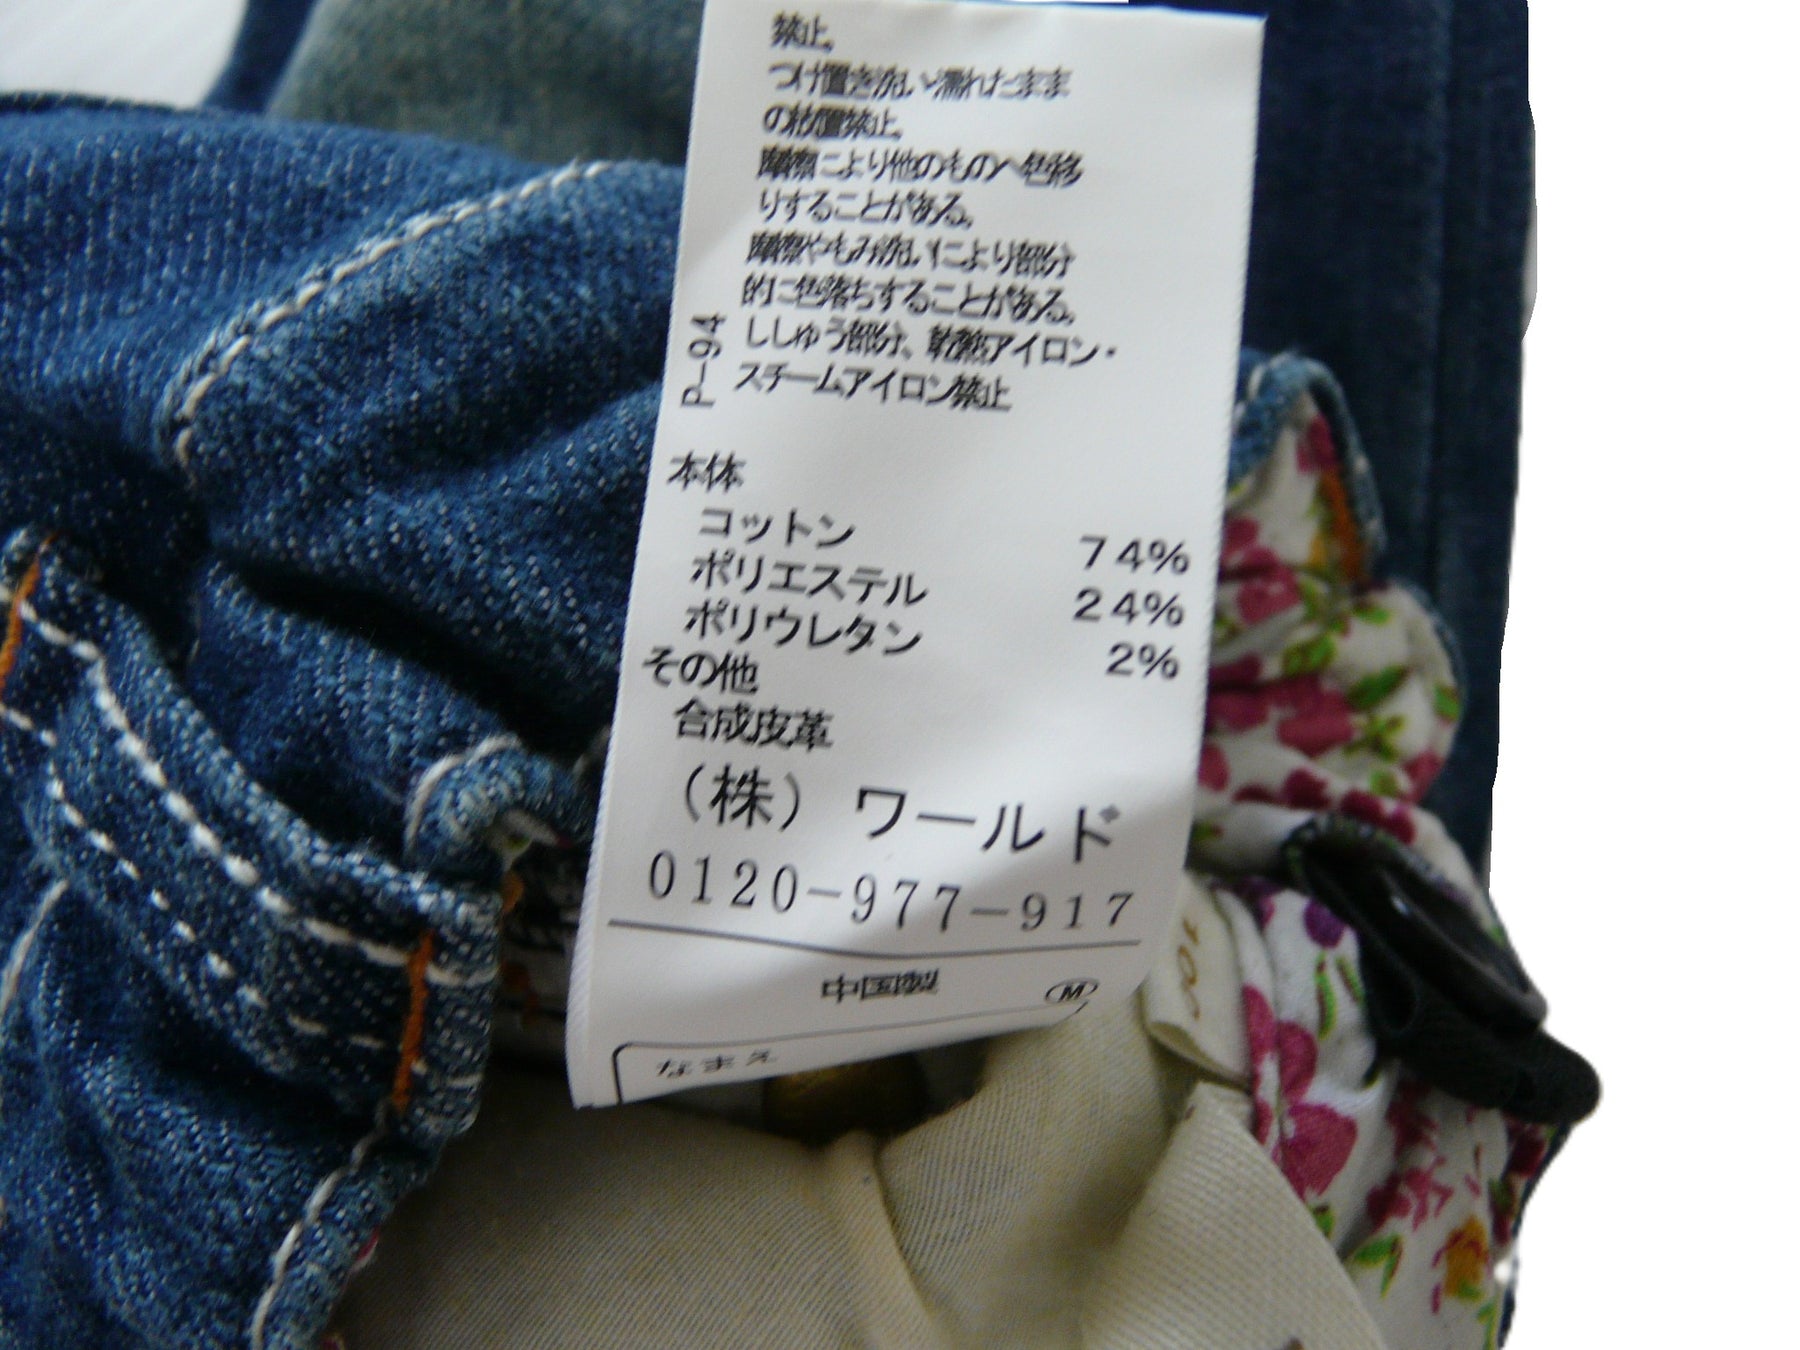 禁止。
つけ置き洗い・濡れたまま
の放置禁止。
摩擦により他のものへ色移
りすることがある。
摩擦やもみ洗いにより部分
的に色落ちすることがある。
ししゅう部分、乾熱アイロン・
スチームアイロン禁止
P-94
本体
コットン 74%
ポリエステル 24%
ポリウレタン 2%
その他
合成皮革
(株) ワールド
0120-977-917
中国製 M
なまえ
100